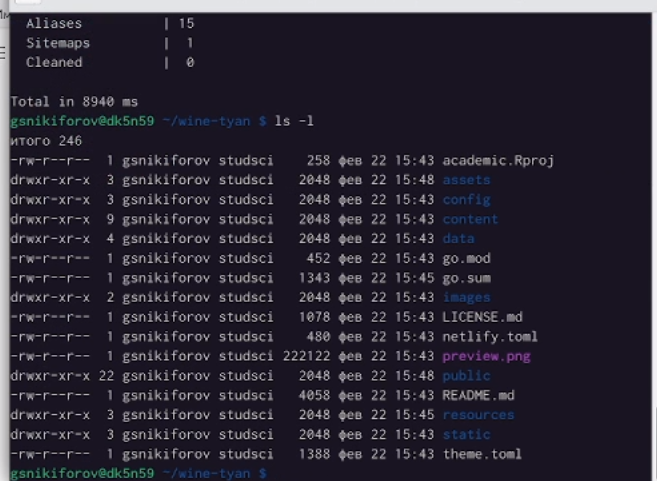 Aliases | 15
Sitemaps | 1
Cleaned | 0
Total in 8940 ms
gsnikiforov@dk5n59 ~/wine-tyan $ ls -l
итого 246
-rw-r--r-- 1 gsnikiforov studsci 258 фев 22 15:43 academic.Rproj
drwxr-xr-x 3 gsnikiforov studsci 2048 фев 22 15:48 assets
drwxr-xr-x 3 gsnikiforov studsci 2048 фев 22 15:43 config
drwxr-xr-x 9 gsnikiforov studsci 2048 фев 22 15:43 content
drwxr-xr-x 4 gsnikiforov studsci 2048 фев 22 15:43 data
-rw-r--r-- 1 gsnikiforov studsci 452 фев 22 15:43 go.mod
-rw-r--r-- 1 gsnikiforov studsci 1343 фев 22 15:45 go.sum
drwxr-xr-x 2 gsnikiforov studsci 2048 фев 22 15:43 images
-rw-r--r-- 1 gsnikiforov studsci 1078 фев 22 15:43 LICENSE.md
-rw-r--r-- 1 gsnikiforov studsci 480 фев 22 15:43 netlify.toml
-rw-r--r-- 1 gsnikiforov studsci 222122 фев 22 15:43 preview.png
drwxr-xr-x 22 gsnikiforov studsci 2048 фев 22 15:48 public
-rw-r--r-- 1 gsnikiforov studsci 4058 фев 22 15:43 README.md
drwxr-xr-x 3 gsnikiforov studsci 2048 фев 22 15:45 resources
drwxr-xr-x 3 gsnikiforov studsci 2048 фев 22 15:43 static
-rw-r--r-- 1 gsnikiforov studsci 1388 фев 22 15:43 theme.toml
gsnikiforov@dk5n59 ~/wine-tyan $